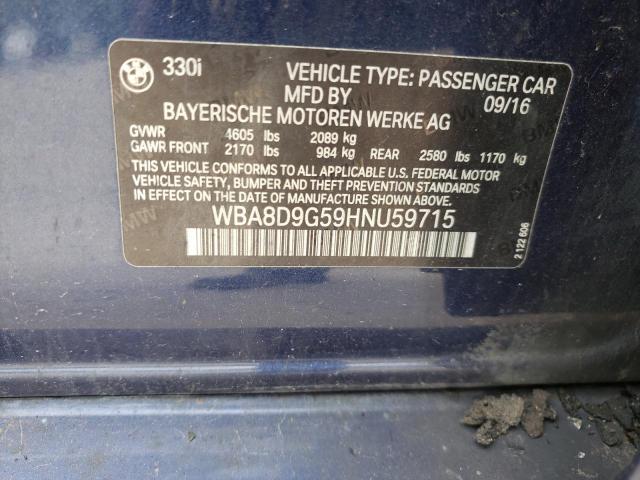 330i VEHICLE TYPE: PASSENGER CAR
MFD BY 09/16
BAYERISCHE MOTOREN WERKE AG
GVWR 4605 lbs 2089 kg
GAWR FRONT 2170 lbs 984 kg REAR 2580 lbs 1170 kg
THIS VEHICLE CONFORMS TO ALL APPLICABLE U.S. FEDERAL MOTOR
VEHICLE SAFETY, BUMPER AND THEFT PREVENTION STANDARDS
IN EFFECT ON THE DATE OF MANUFACTURE SHOWN ABOVE.
WBA8D9G59HNU59715
2 122 606
BMW